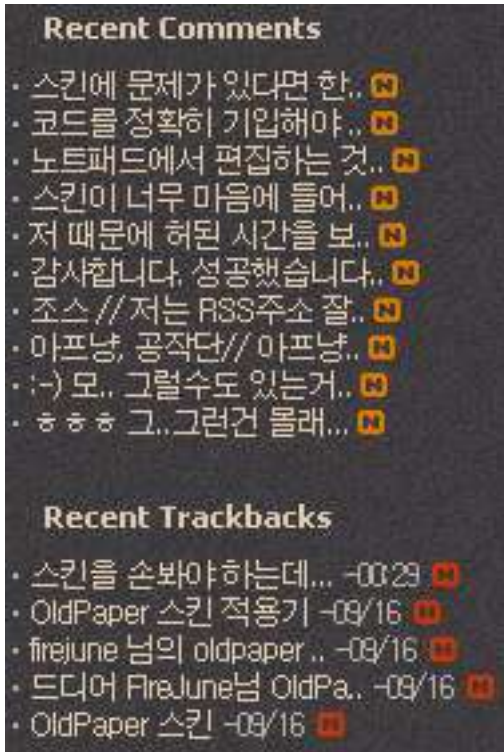 Recent Comments
· 스킨에 문제가 있다면 한.. N
· 코드를 정확히 기입해야 .. N
· 노트패드에서 편집하는 것.. N
· 스킨이 너무 마음에 들어.. N
· 저 때문에 허된 시간을 보.. N
· 감사합니다, 성공했습니다.. N
· 조스 // 저는 RSS주소 잘.. N
· 아프냥, 공작단// 아프냥.. N
· :-) 모.. 그럴수도 있는거.. N
· ㅎㅎㅎ 그..그런건 몰래... N
Recent Trackbacks
· 스킨을 손봐야 하는데... -00:29 N
· OldPaper 스킨 적용기 -09/16 N
· firejune 님의 oldpaper .. -09/16 N
· 드디어 FireJune님 OldPa.. -09/16 N
· OldPaper 스킨 -09/16 N